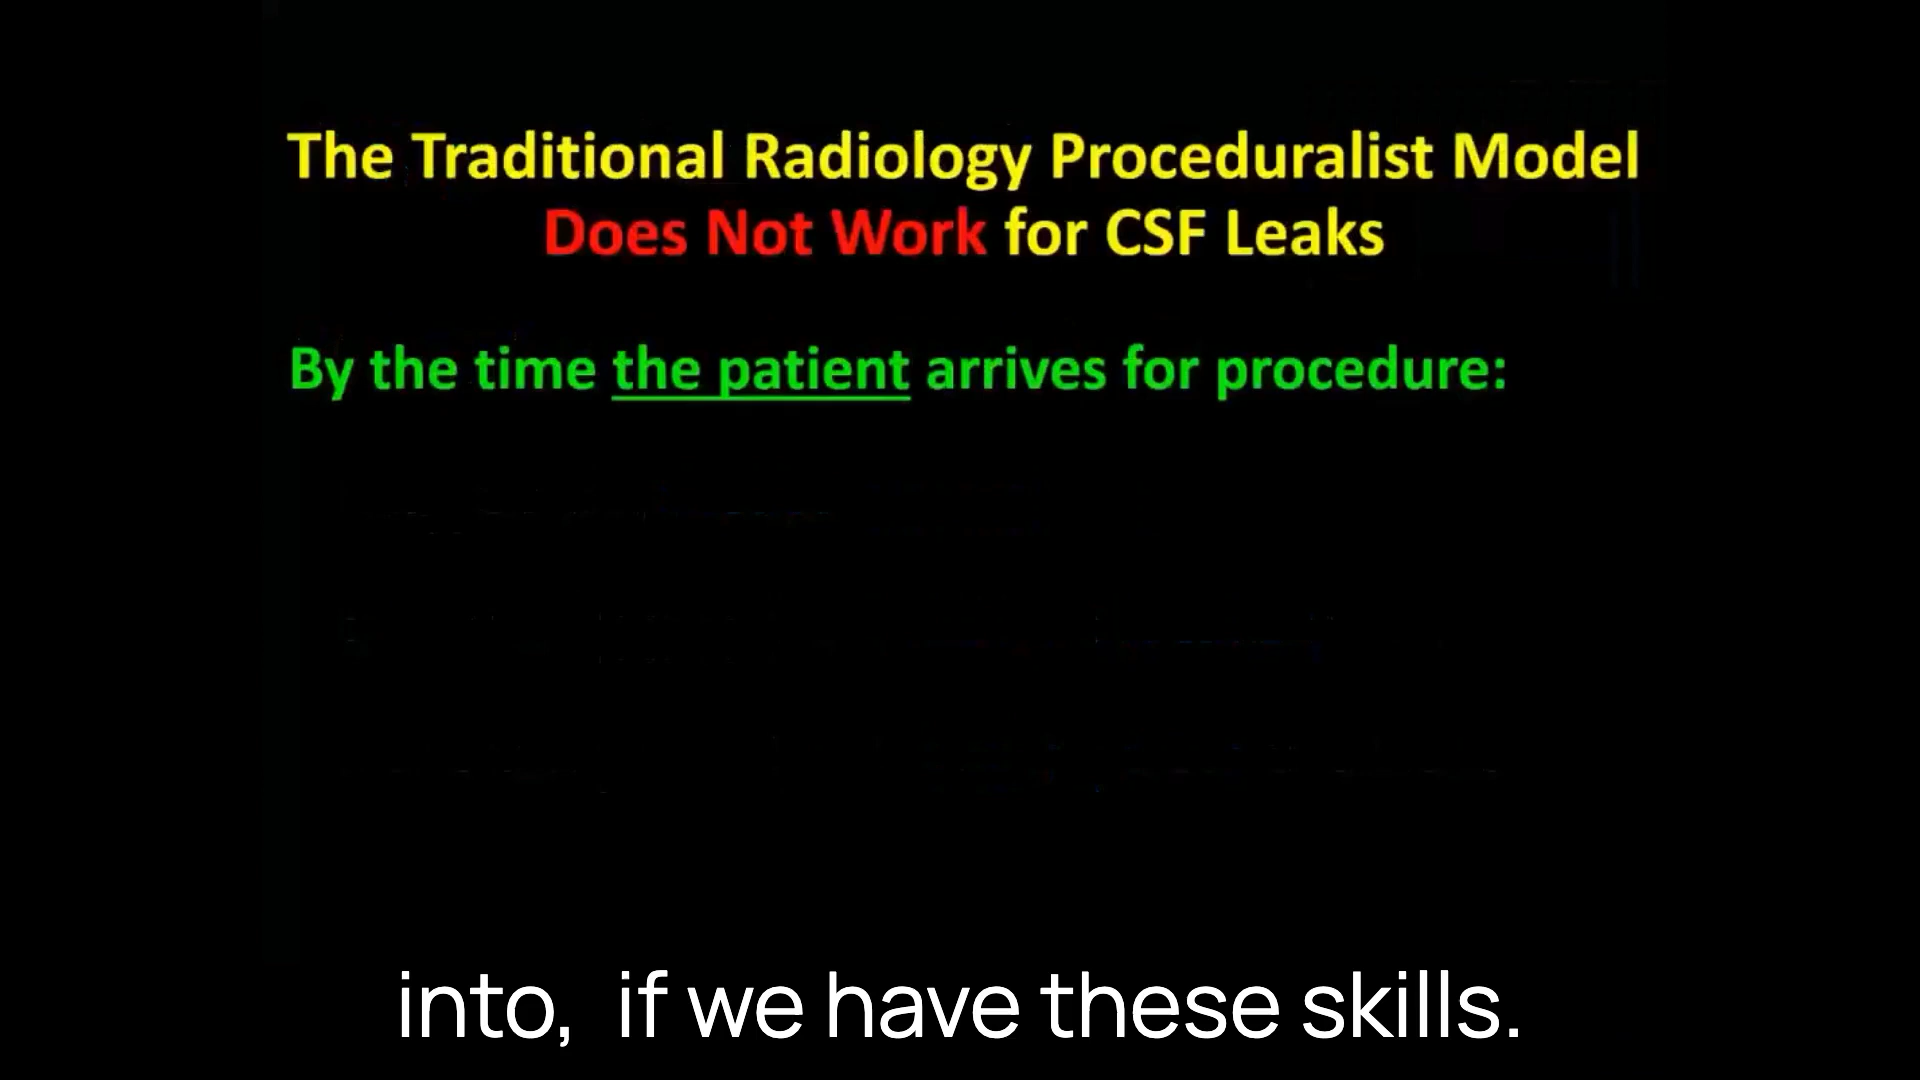 The Traditional Radiology Proceduralist Model
Does Not Work for CSF Leaks
By the time the patient arrives for procedure:
into, if we have these skills.